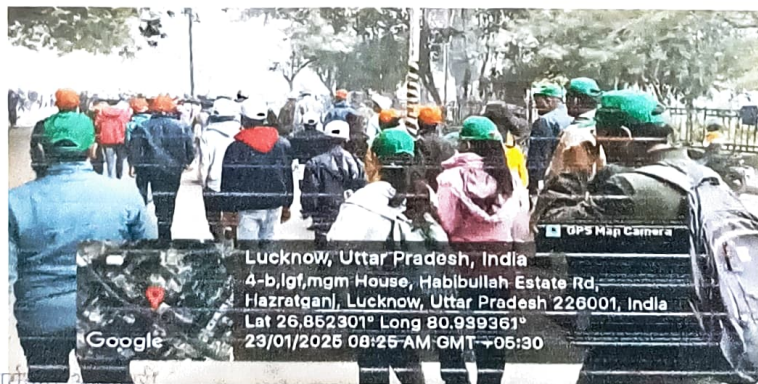 GPS Map Camera
Lucknow, Uttar Pradesh, India
4-b,lgf,mgm House, Habibullah Estate Rd,
Hazratganj, Lucknow, Uttar Pradesh 226001, India
Lat 26.852301° Long 80.939361°
23/01/2025 08:25 AM GMT +05:30
Google